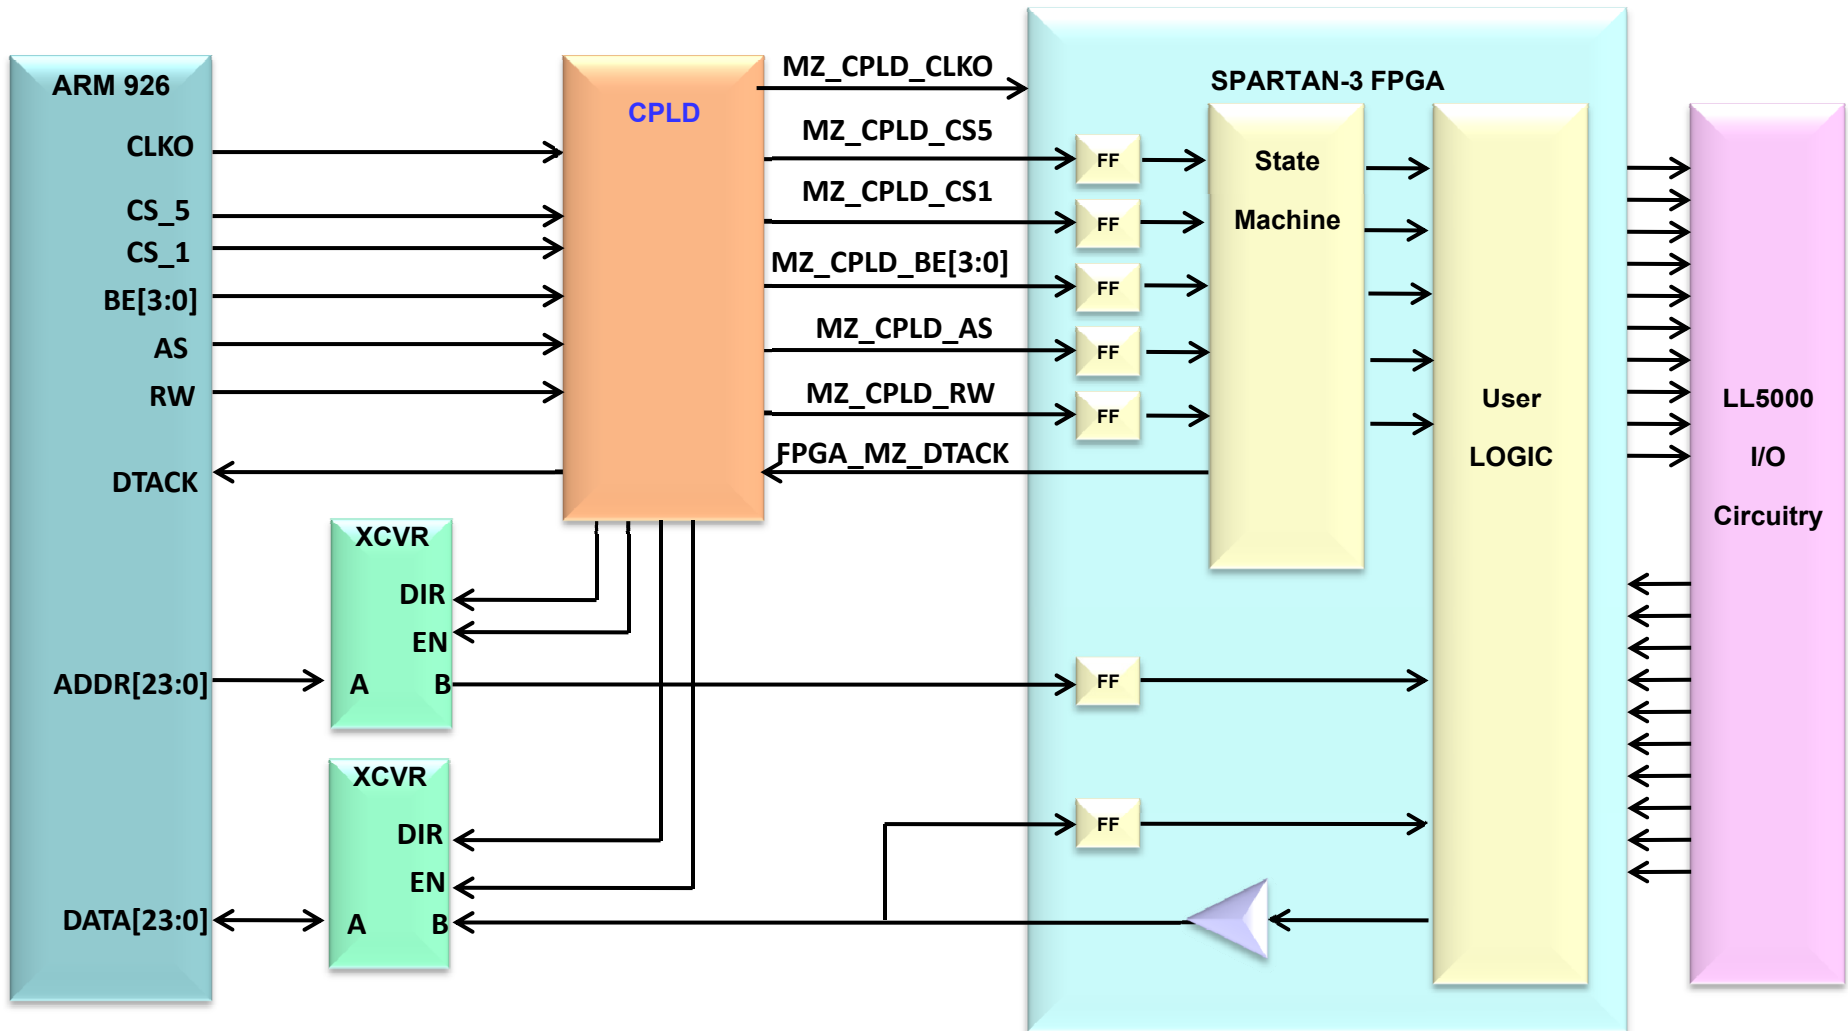 ARM 926
CLKO
CS_5
CS_1
BE[3:0]
AS
RW
DTACK
ADDR[23:0]
DATA[23:0]
XCVR
DIR
EN
A B
XCVR
DIR
EN
A B
CPLD
MZ_CPLD_CLKO
MZ_CPLD_CS5
MZ_CPLD_CS1
MZ_CPLD_BE[3:0]
MZ_CPLD_AS
MZ_CPLD_RW
FPGA_MZ_DTACK
SPARTAN-3 FPGA
FF
FF
FF
FF
FF
FF
FF
State
Machine
User
LOGIC
LL5000
I/O
Circuitry